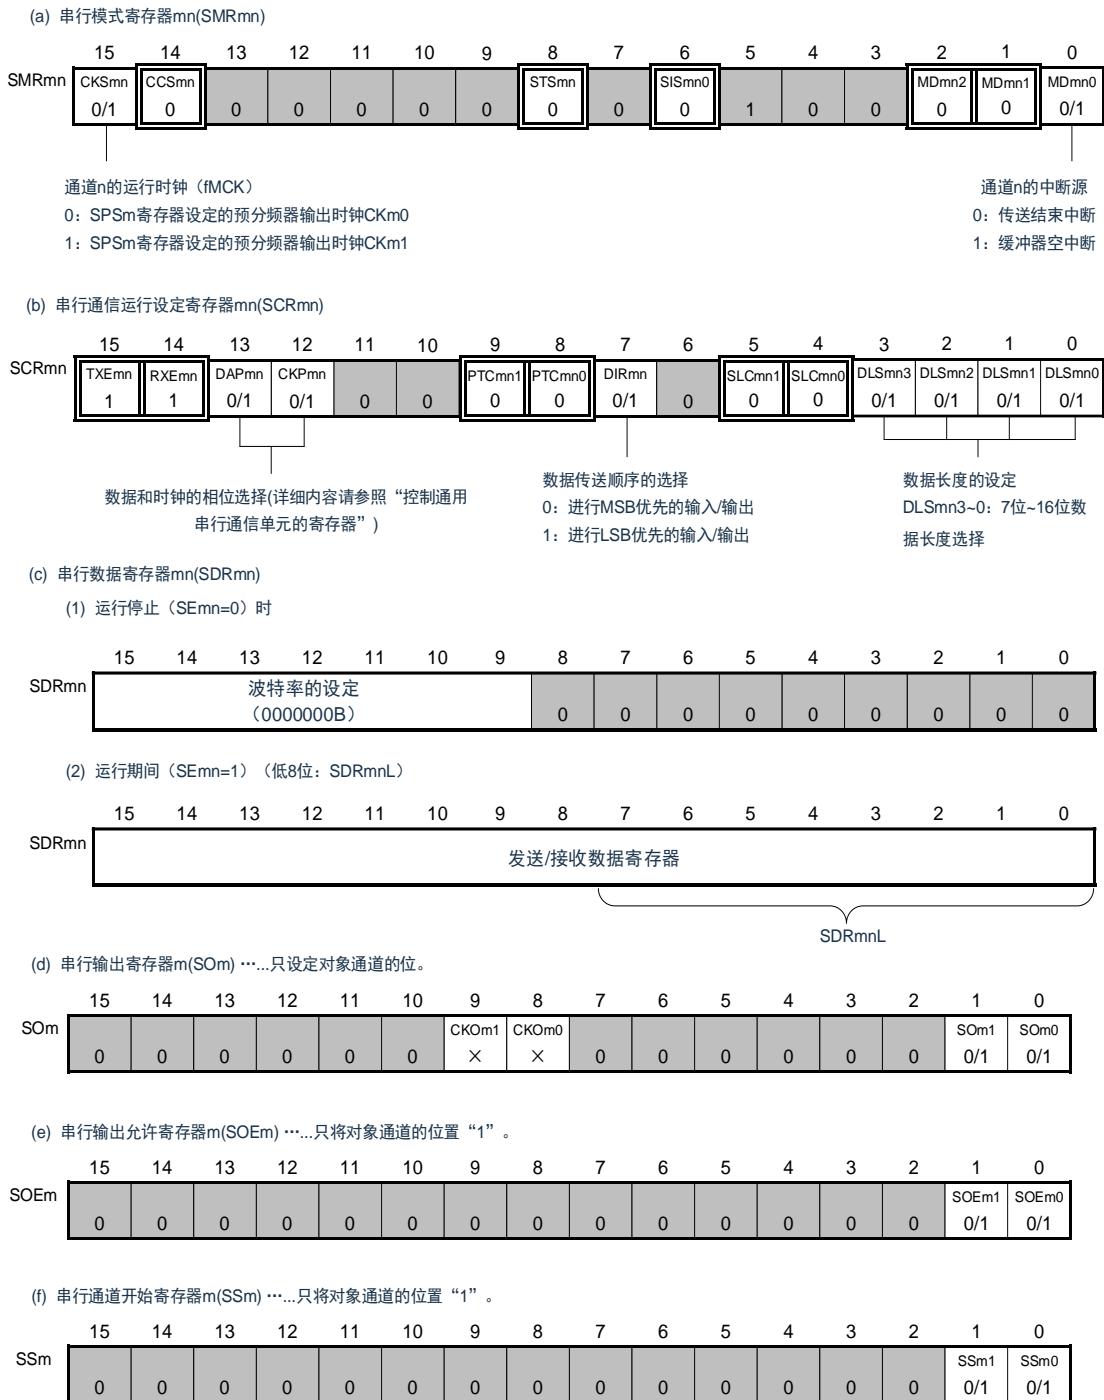 (a) 串行模式寄存器mn(SMRmn)
15 14 13 12 11 10 9 8 7 6 5 4 3 2 1 0
SMRmn CKSmn CCSmn STSmn SISmn0 MDmn2 MDmn1 MDmn0
0/1 0 0 0 0 0 0 0 0 0 1 0 0 0 0 0/1
通道n的运行时钟（fMCK） 通道n的中断源
0：SPSm寄存器设定的预分频器输出时钟CKm0 0：传送结束中断
1：SPSm寄存器设定的预分频器输出时钟CKm1 1：缓冲器空中断
(b) 串行通信运行设定寄存器mn(SCRmn)
15 14 13 12 11 10 9 8 7 6 5 4 3 2 1 0
SCRmn TXEmn RXEmn DAPmn CKPmn PTCmn1 PTCmn0 DIRmn SLCmn1 SLCmn0 DLSmn3 DLSmn2 DLSmn1 DLSmn0
1 1 0/1 0/1 0 0 0 0 0/1 0 0 0 0/1 0/1 0/1 0/1
数据和时钟的相位选择(详细内容请参照“控制通用
串行通信单元的寄存器”)
数据传送顺序的选择
0：进行MSB优先的输入/输出
1：进行LSB优先的输入/输出
数据长度的设定
DLSmn3~0：7位~16位数
据长度选择
(c) 串行数据寄存器mn(SDRmn)
(1) 运行停止（SEmn=0）时
15 14 13 12 11 10 9 8 7 6 5 4 3 2 1 0
SDRmn 波特率的设定
（0000000B） 0 0 0 0 0 0 0 0 0
(2) 运行期间（SEmn=1）（低8位：SDRmnL）
15 14 13 12 11 10 9 8 7 6 5 4 3 2 1 0
SDRmn 发送/接收数据寄存器
SDRmnL
(d) 串行输出寄存器m(SOm) ······只设定对象通道的位。
15 14 13 12 11 10 9 8 7 6 5 4 3 2 1 0
SOm CKOm1 CKOm0 SOm1 SOm0
0 0 0 0 0 0 × × 0 0 0 0 0 0 0/1 0/1
(e) 串行输出允许寄存器m(SOEm) ······只将对象通道的位置“1”。
15 14 13 12 11 10 9 8 7 6 5 4 3 2 1 0
SOEm SOEm1 SOEm0
0 0 0 0 0 0 0 0 0 0 0 0 0 0 0/1 0/1
(f) 串行通道开始寄存器m(SSm) ······只将对象通道的位置“1”。
15 14 13 12 11 10 9 8 7 6 5 4 3 2 1 0
SSm SSm1 SSm0
0 0 0 0 0 0 0 0 0 0 0 0 0 0 0/1 0/1